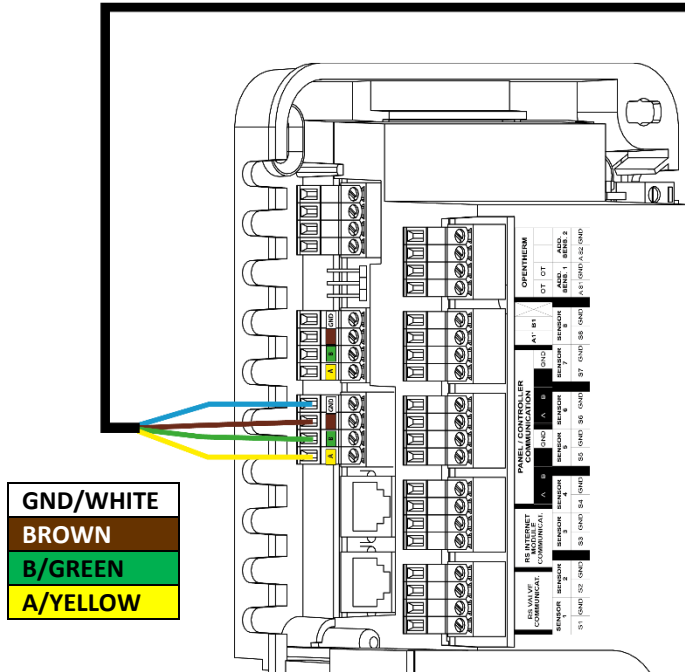 GND
B
A
GND
B
A
GND/WHITE
BROWN
B/GREEN
A/YELLOW
RS VALVE
COMMUNICAT.
RS INTERNET
MODULE
COMMUNICAT.
PANEL / CONTROLLER
COMMUNICATION
A B GND A B GND
A1' B1
OPENTHERM
OT OT
SENSOR
1
SENSOR
2
SENSOR
3
SENSOR
4
SENSOR
5
SENSOR
6
SENSOR
7
SENSOR
8
ADD.
SENS. 1
ADD.
SENS. 2
S1 GND S2 GND S3 GND S4 GND S5 GND S6 GND S7 GND S8 GND A S1 GND A S2 GND